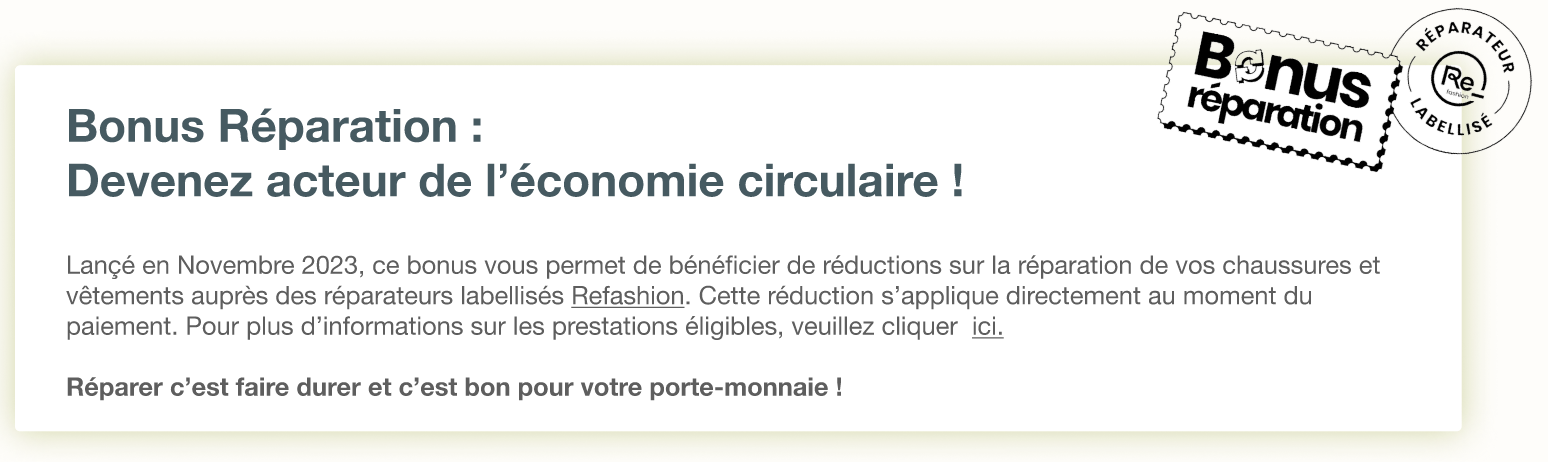 Bonus
réparation
RÉPARATEUR
Re_
fashion
LABELLISÉ
Bonus Réparation :
Devenez acteur de l’économie circulaire !
Lançé en Novembre 2023, ce bonus vous permet de bénéficier de réductions sur la réparation de vos chaussures et
vêtements auprès des réparateurs labellisés Refashion. Cette réduction s’applique directement au moment du
paiement. Pour plus d’informations sur les prestations éligibles, veuillez cliquer  ici.
Réparer c’est faire durer et c’est bon pour votre porte-monnaie !